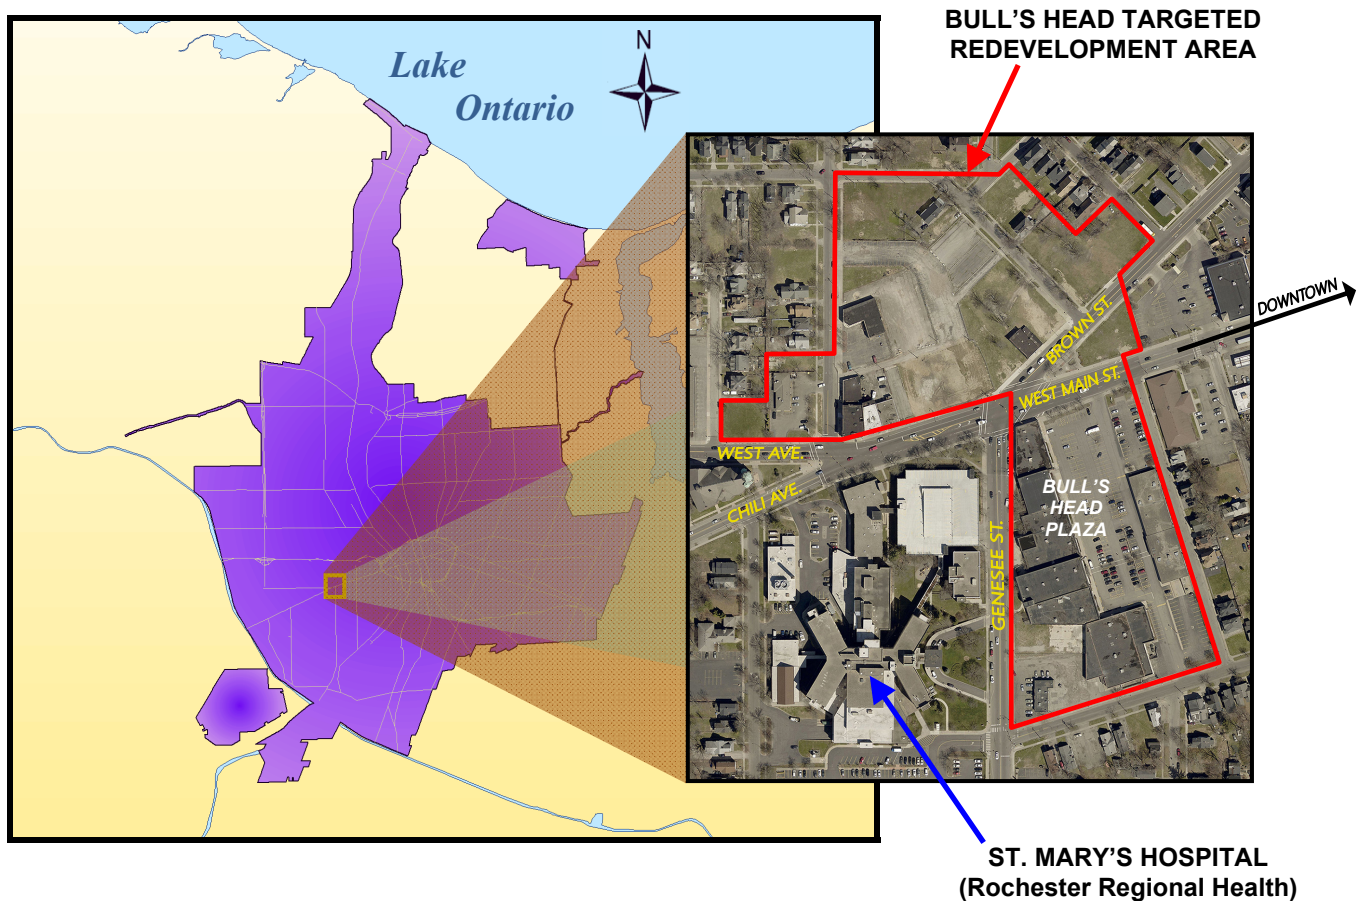 BULL'S HEAD TARGETED
REDEVELOPMENT AREA
Lake
Ontario
N
DOWNTOWN
BROWN ST.
WEST MAIN ST.
WEST AVE.
CHILI AVE.
GENESEE ST.
BULL'S
HEAD
PLAZA
ST. MARY'S HOSPITAL
(Rochester Regional Health)